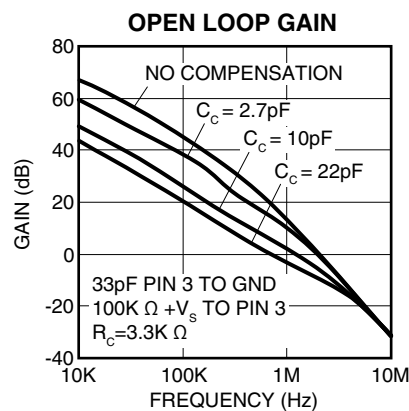 OPEN LOOP GAIN
80
60
40
20
0
-20
-40
GAIN (dB)
NO COMPENSATION
C_C = 2.7pF
C_C = 10pF
C_C = 22pF
33pF PIN 3 TO GND
100K Ω +V_S TO PIN 3
R_C=3.3K Ω
10K 100K 1M 10M
FREQUENCY (Hz)